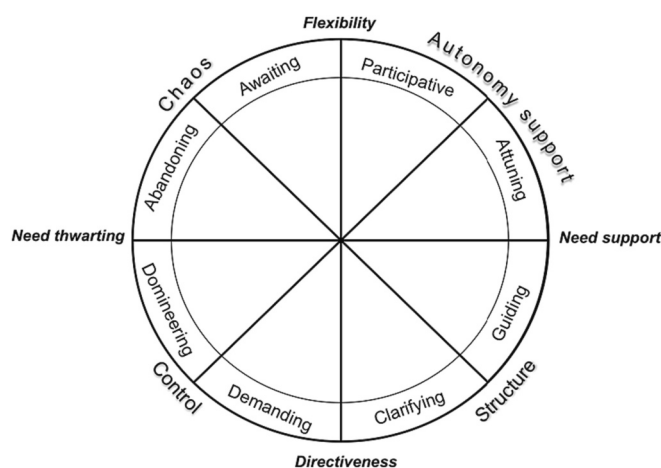 Flexibility
Chaos
Autonomy support
Awaiting
Participative
Abandoning
Attuning
Need thwarting
Need support
Domineering
Guiding
Control
Structure
Demanding
Clarifying
Directiveness